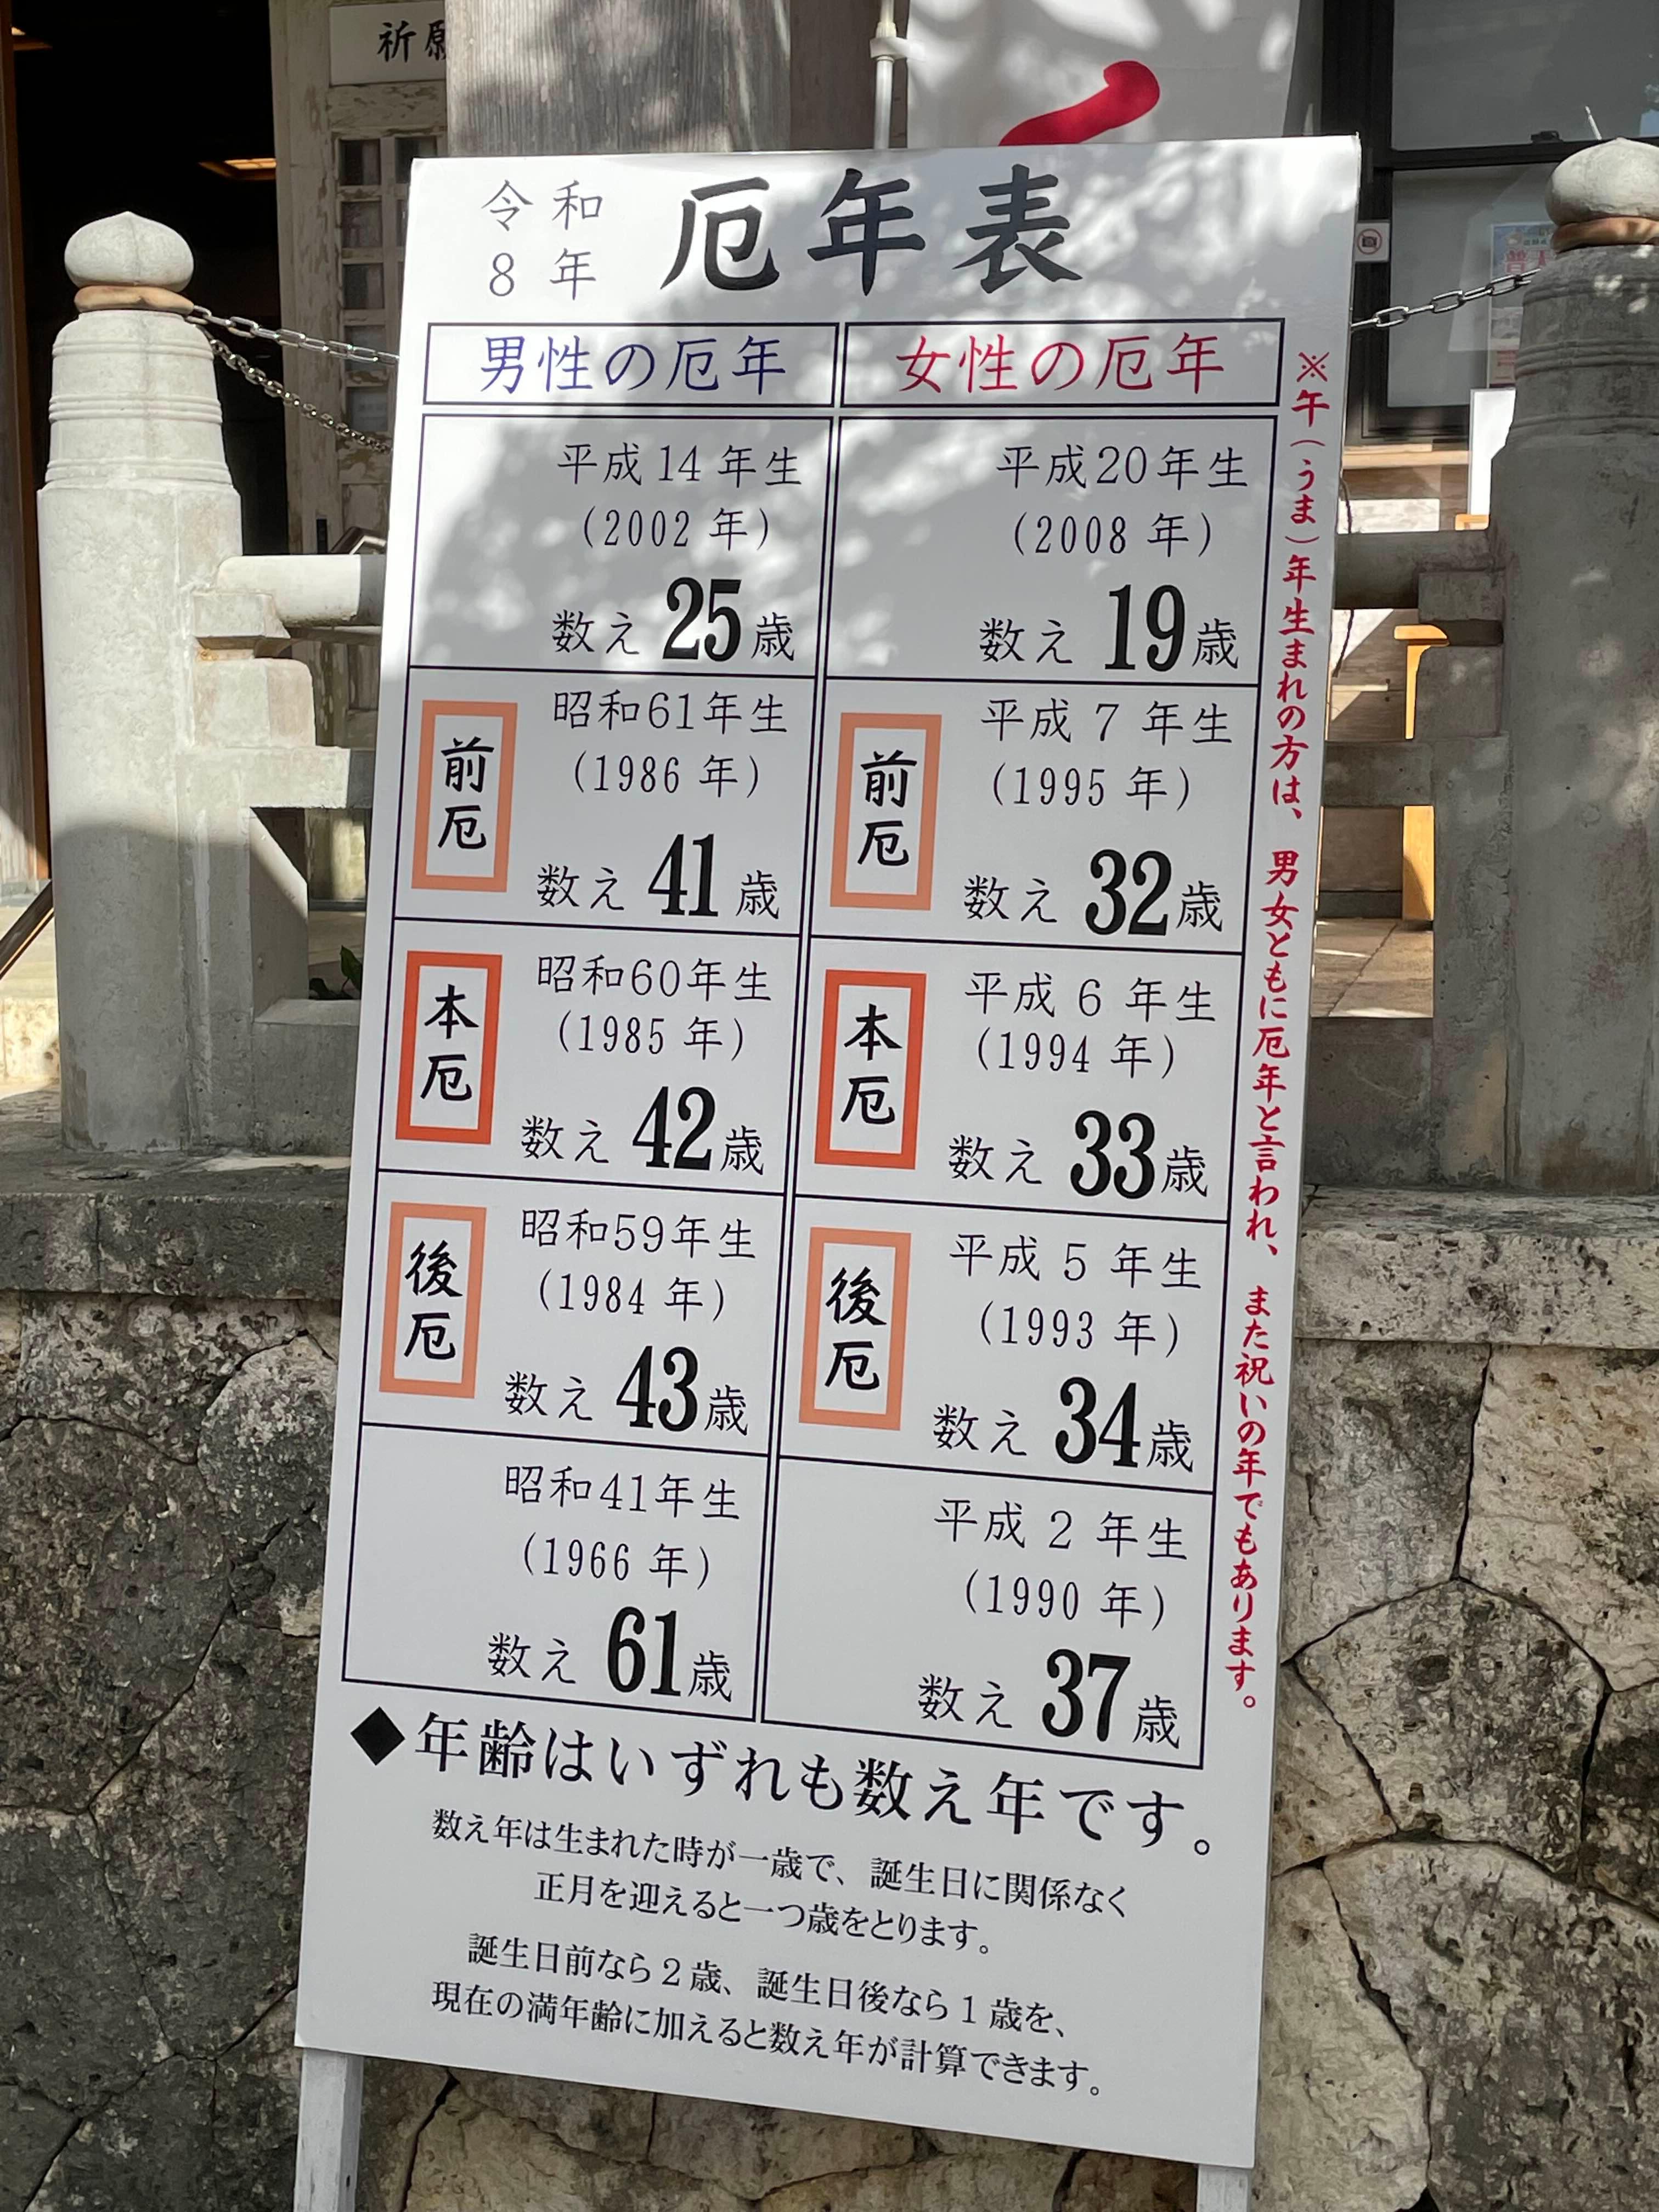 祈願
令和
8年
厄年表
男性の厄年
女性の厄年
平成14年生
(2002年)
数え25歳
平成20年生
(2008年)
数え19歳
前厄
昭和61年生
(1986年)
数え41歳
前厄
平成7年生
(1995年)
数え32歳
本厄
昭和60年生
(1985年)
数え42歳
本厄
平成6年生
(1994年)
数え33歳
後厄
昭和59年生
(1984年)
数え43歳
後厄
平成5年生
(1993年)
数え34歳
昭和41年生
(1966年)
数え61歳
平成2年生
(1990年)
数え37歳
※午(うま)年生まれの方は、男女ともに厄年と言われ、また祝いの年でもあります。
◆年齢はいずれも数え年です。
数え年は生まれた時が一歳で、誕生日に関係なく
正月を迎えると一つ歳をとります。
誕生日前なら2歳、誕生日後なら1歳を、
現在の満年齢に加えると数え年が計算できます。